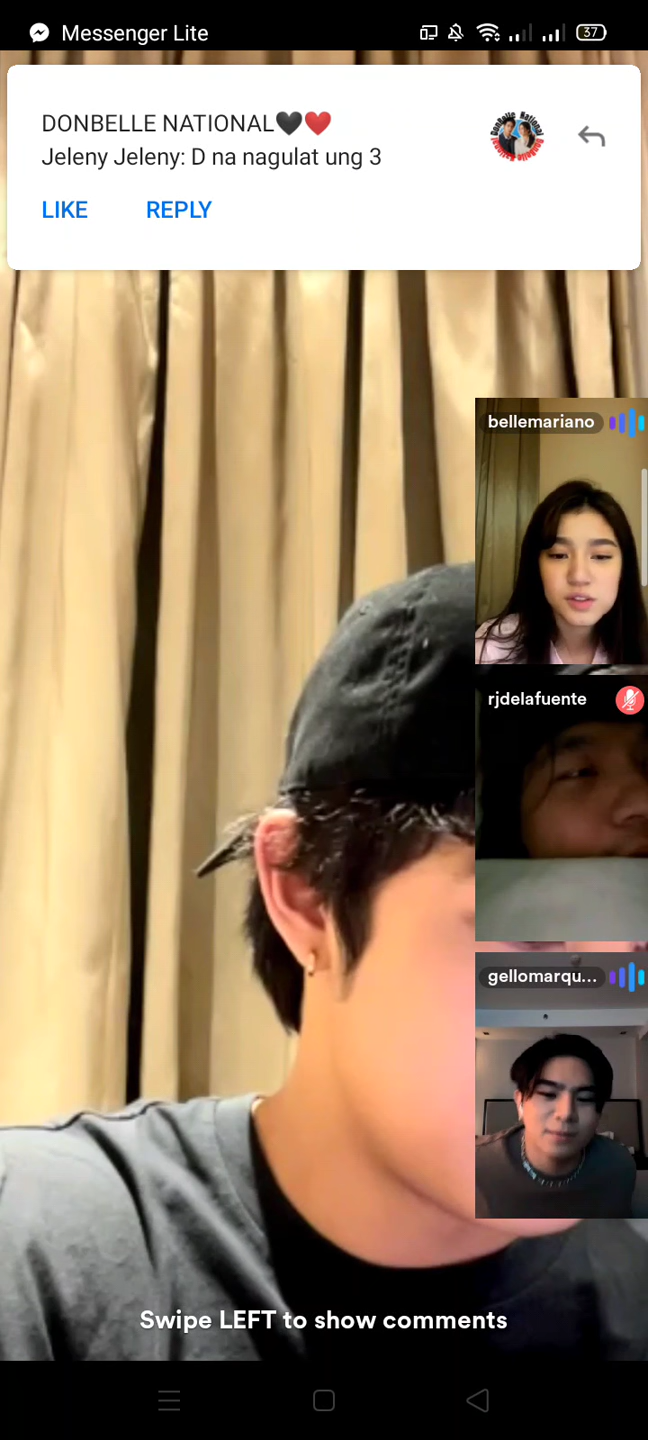 Messenger Lite
37
DONBELLE NATIONAL🖤❤️
Jeleny Jeleny: D na nagulat ung 3
LIKE
REPLY
bellemariano
rjdelafuente
gellomarqu...
Swipe LEFT to show comments